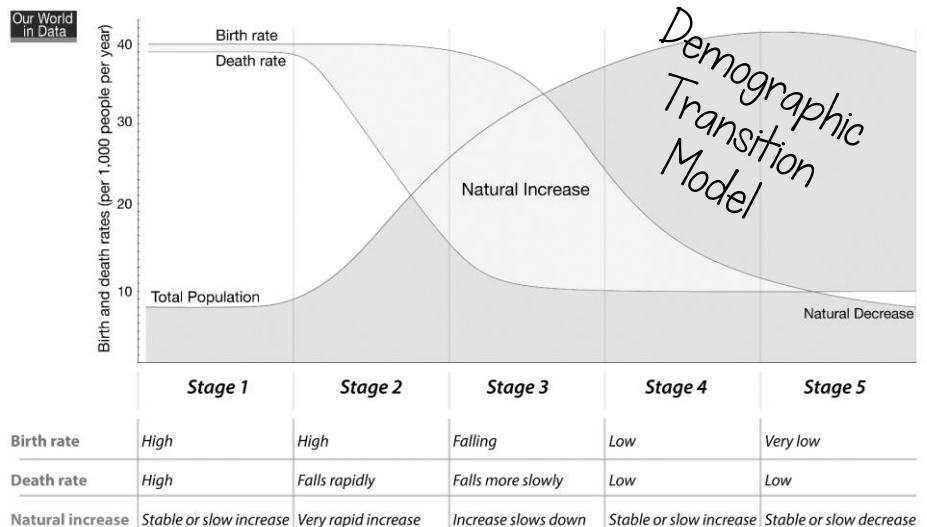 Our World
in Data
Demographic
Transition
Model
Birth and death rates (per 1,000 people per year)
40
30
20
10
Birth rate
Death rate
Natural Increase
Total Population
Natural Decrease
Stage 1 Stage 2 Stage 3 Stage 4 Stage 5
Birth rate High High Falling Low Very low
Death rate High Falls rapidly Falls more slowly Low Low
Natural increase Stable or slow increase Very rapid increase Increase slows down Stable or slow increase Stable or slow decrease